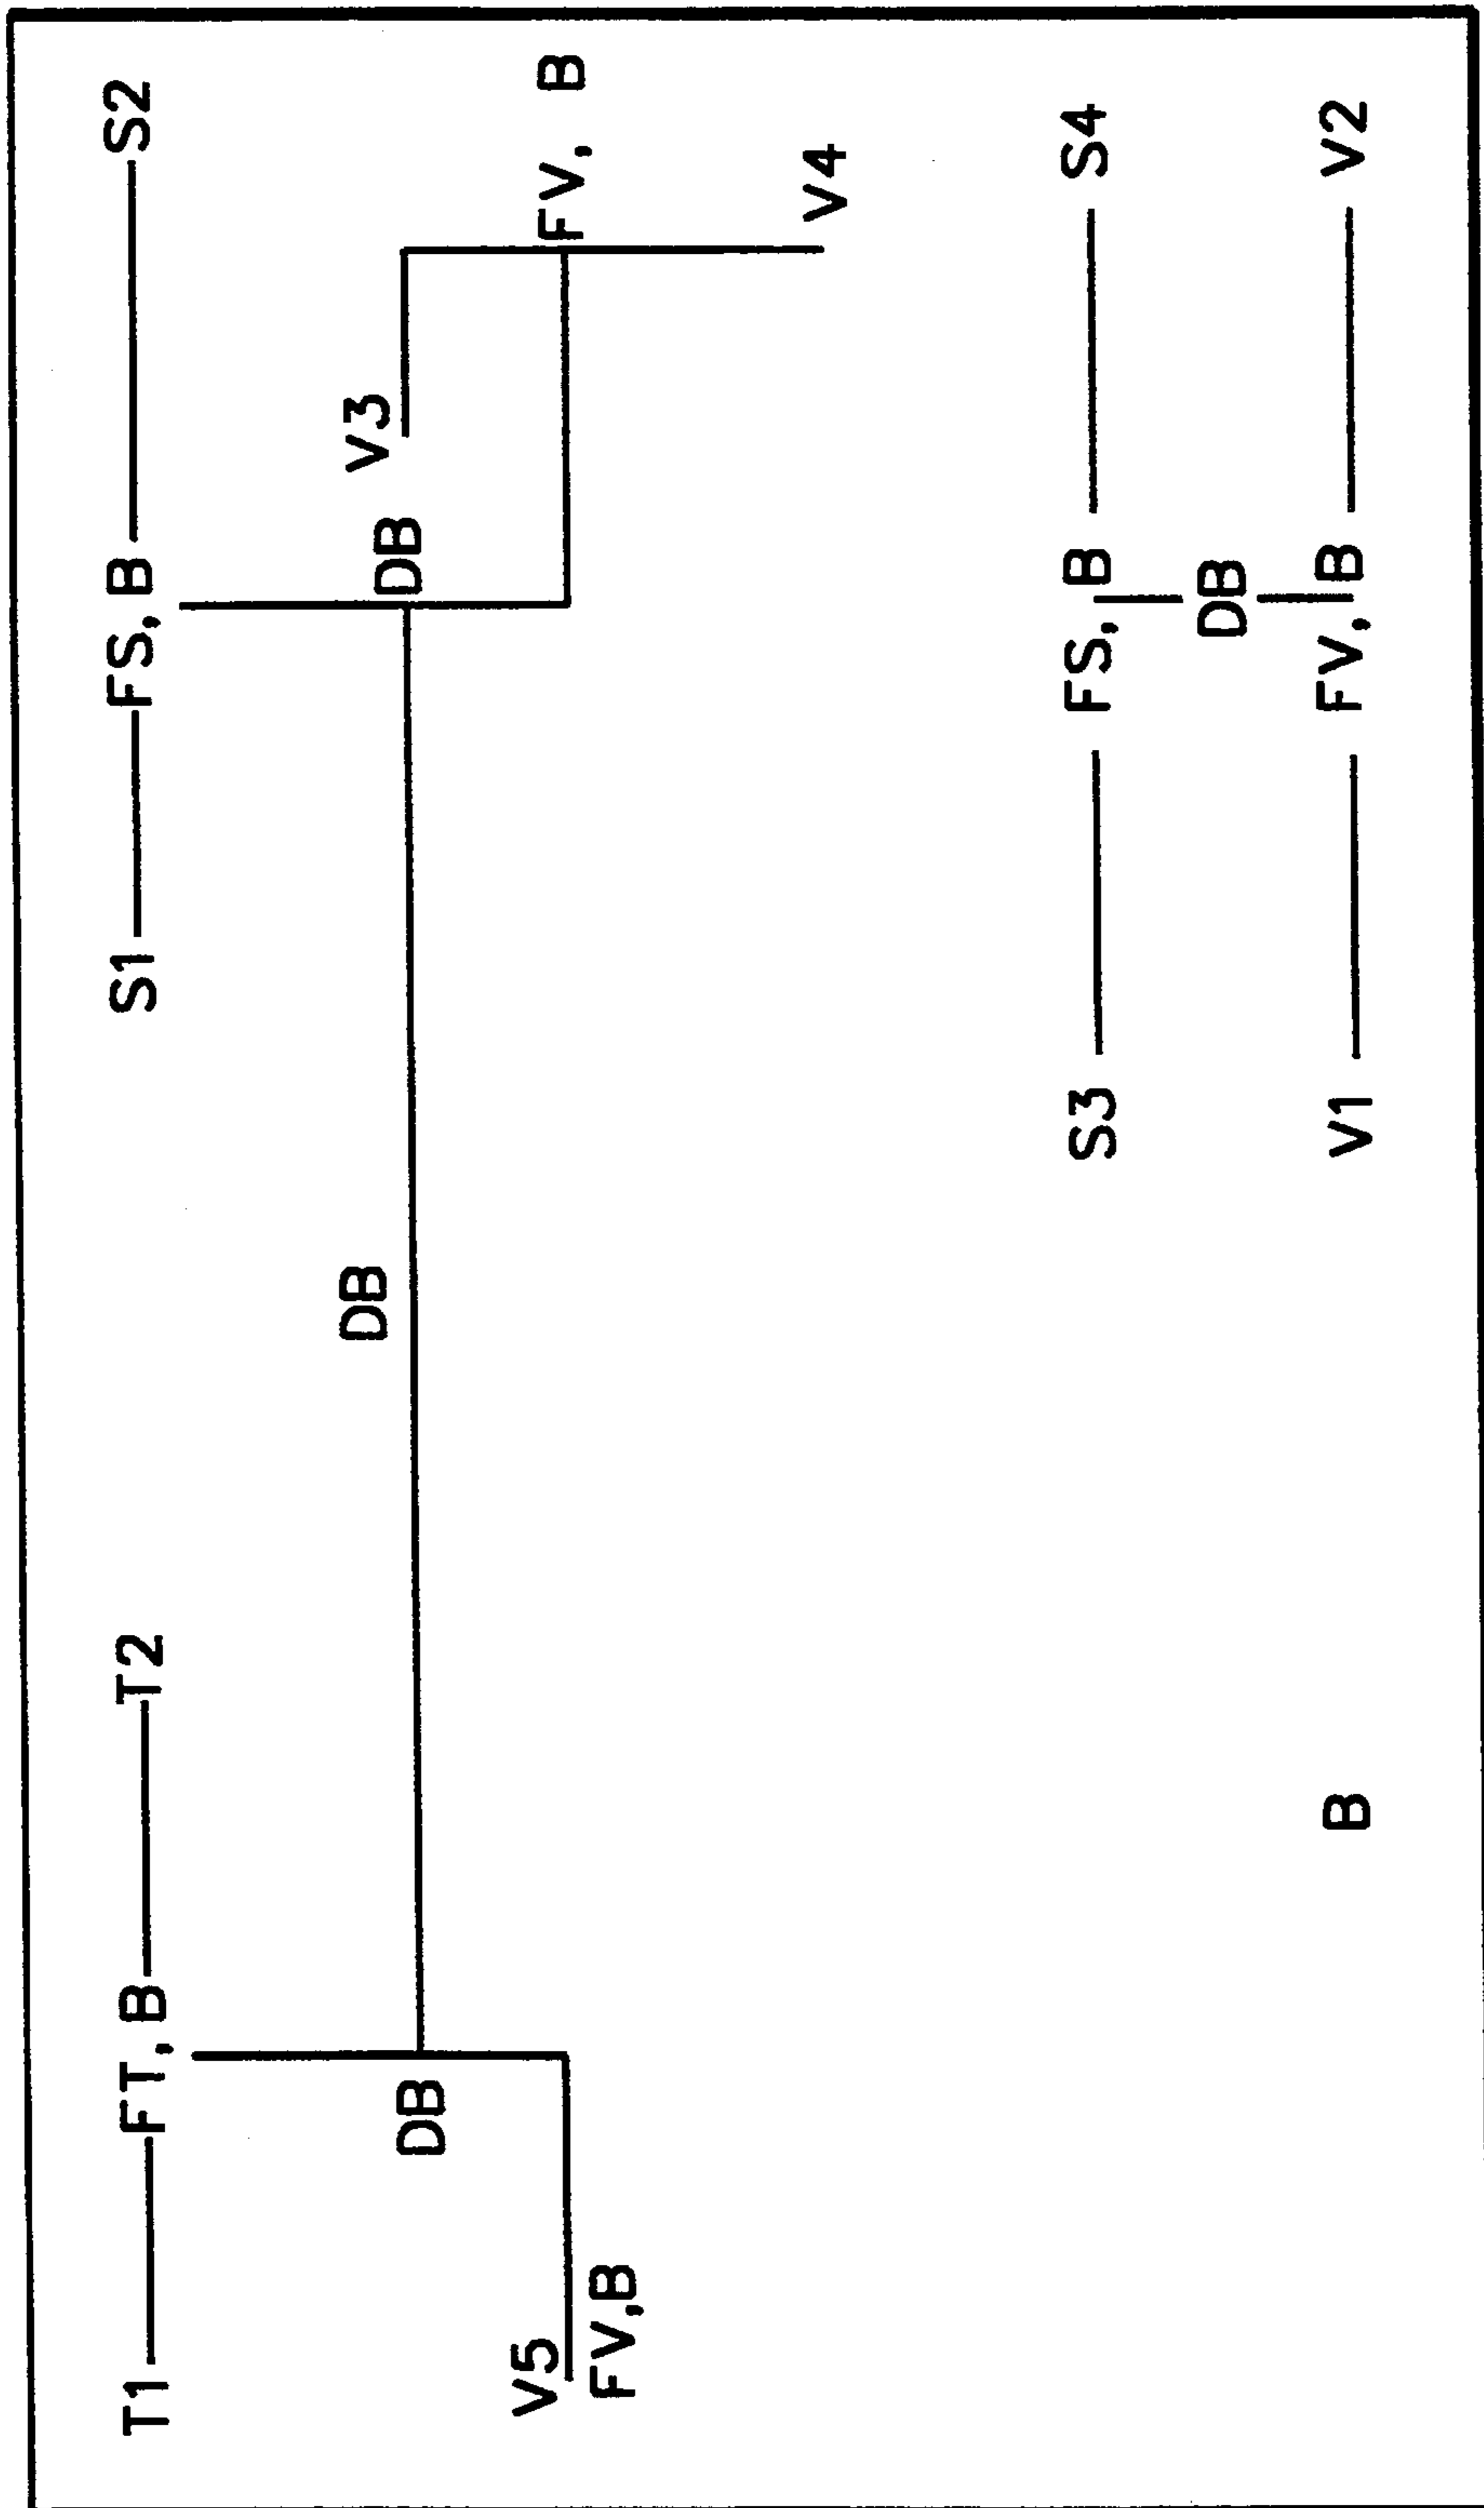 T1 FT, B T2 S1 FS, B S2
DB DB DB V3
V5 FV, B
FV,B
V4
S3 FS, B S4
DB
B V1 FV, B V2